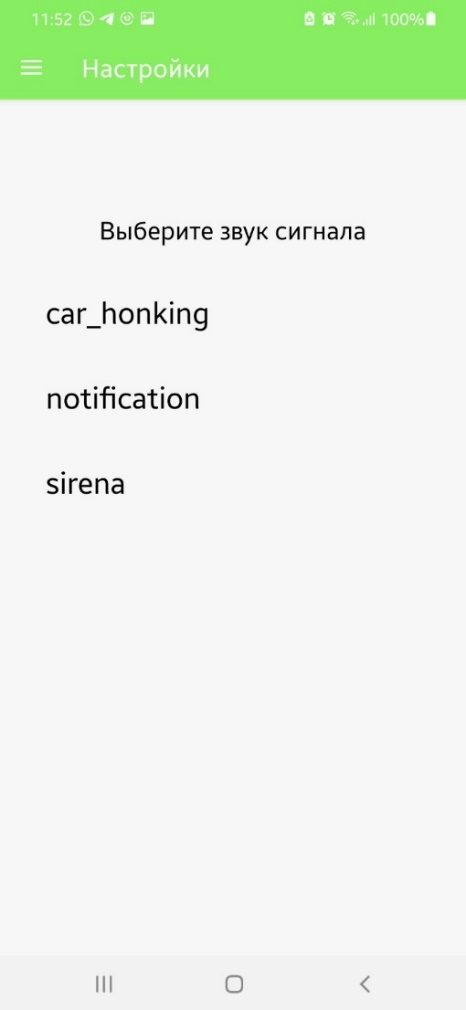 11:52 100%
Настройки
Выберите звук сигнала
car_honking
notification
sirena